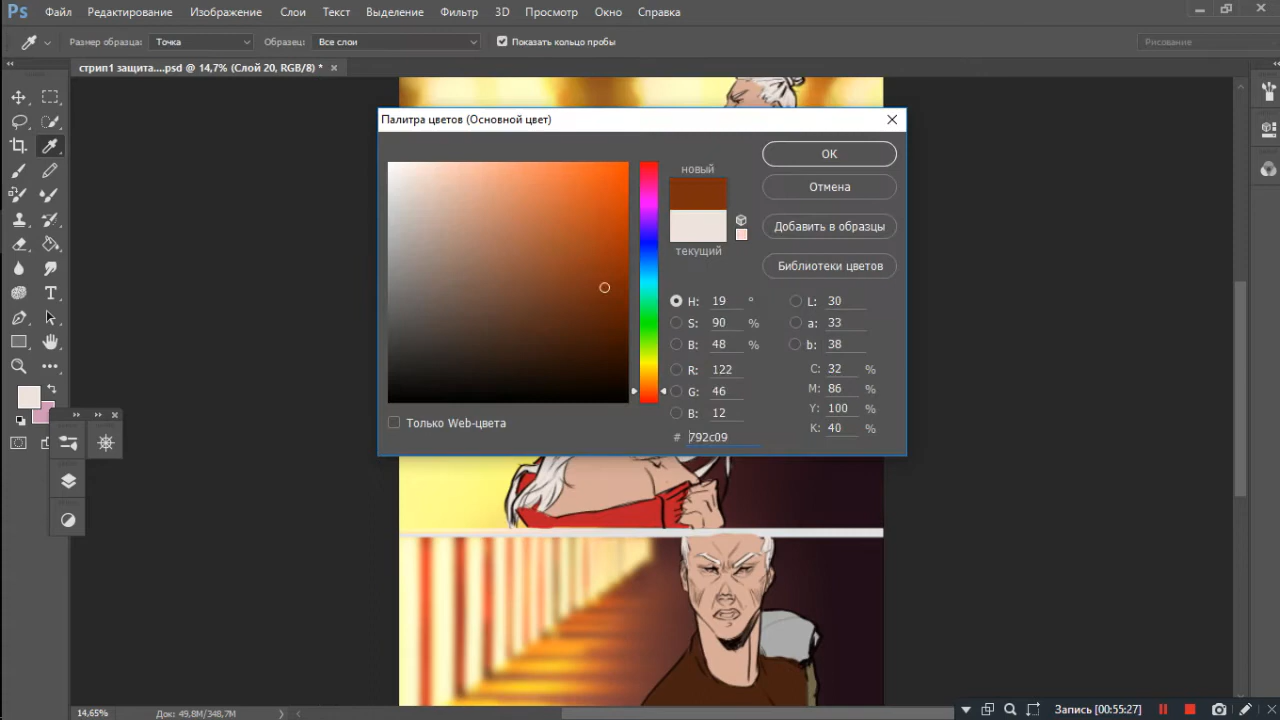 Ps Файл Редактирование Изображение Слои Текст Выделение Фильтр 3D Просмотр Окно Справка
Размер образца: Точка Образец: Все слои Показать кольцо пробы Рисование
стрип1 защита....psd @ 14,7% (Слой 20, RGB/8) * ×
Палитра цветов (Основной цвет)
новый
текущий
ОК
Отмена
Добавить в образцы
Библиотеки цветов
H: 19 ° L: 30
S: 90 % a: 33
B: 48 % b: 38
R: 122 C: 32 %
G: 46 M: 86 %
B: 12 Y: 100 %
# 792c09 K: 40 %
Только Web-цвета
14,65% Док: 49,8M/348,7M
Запись [00:55:27]